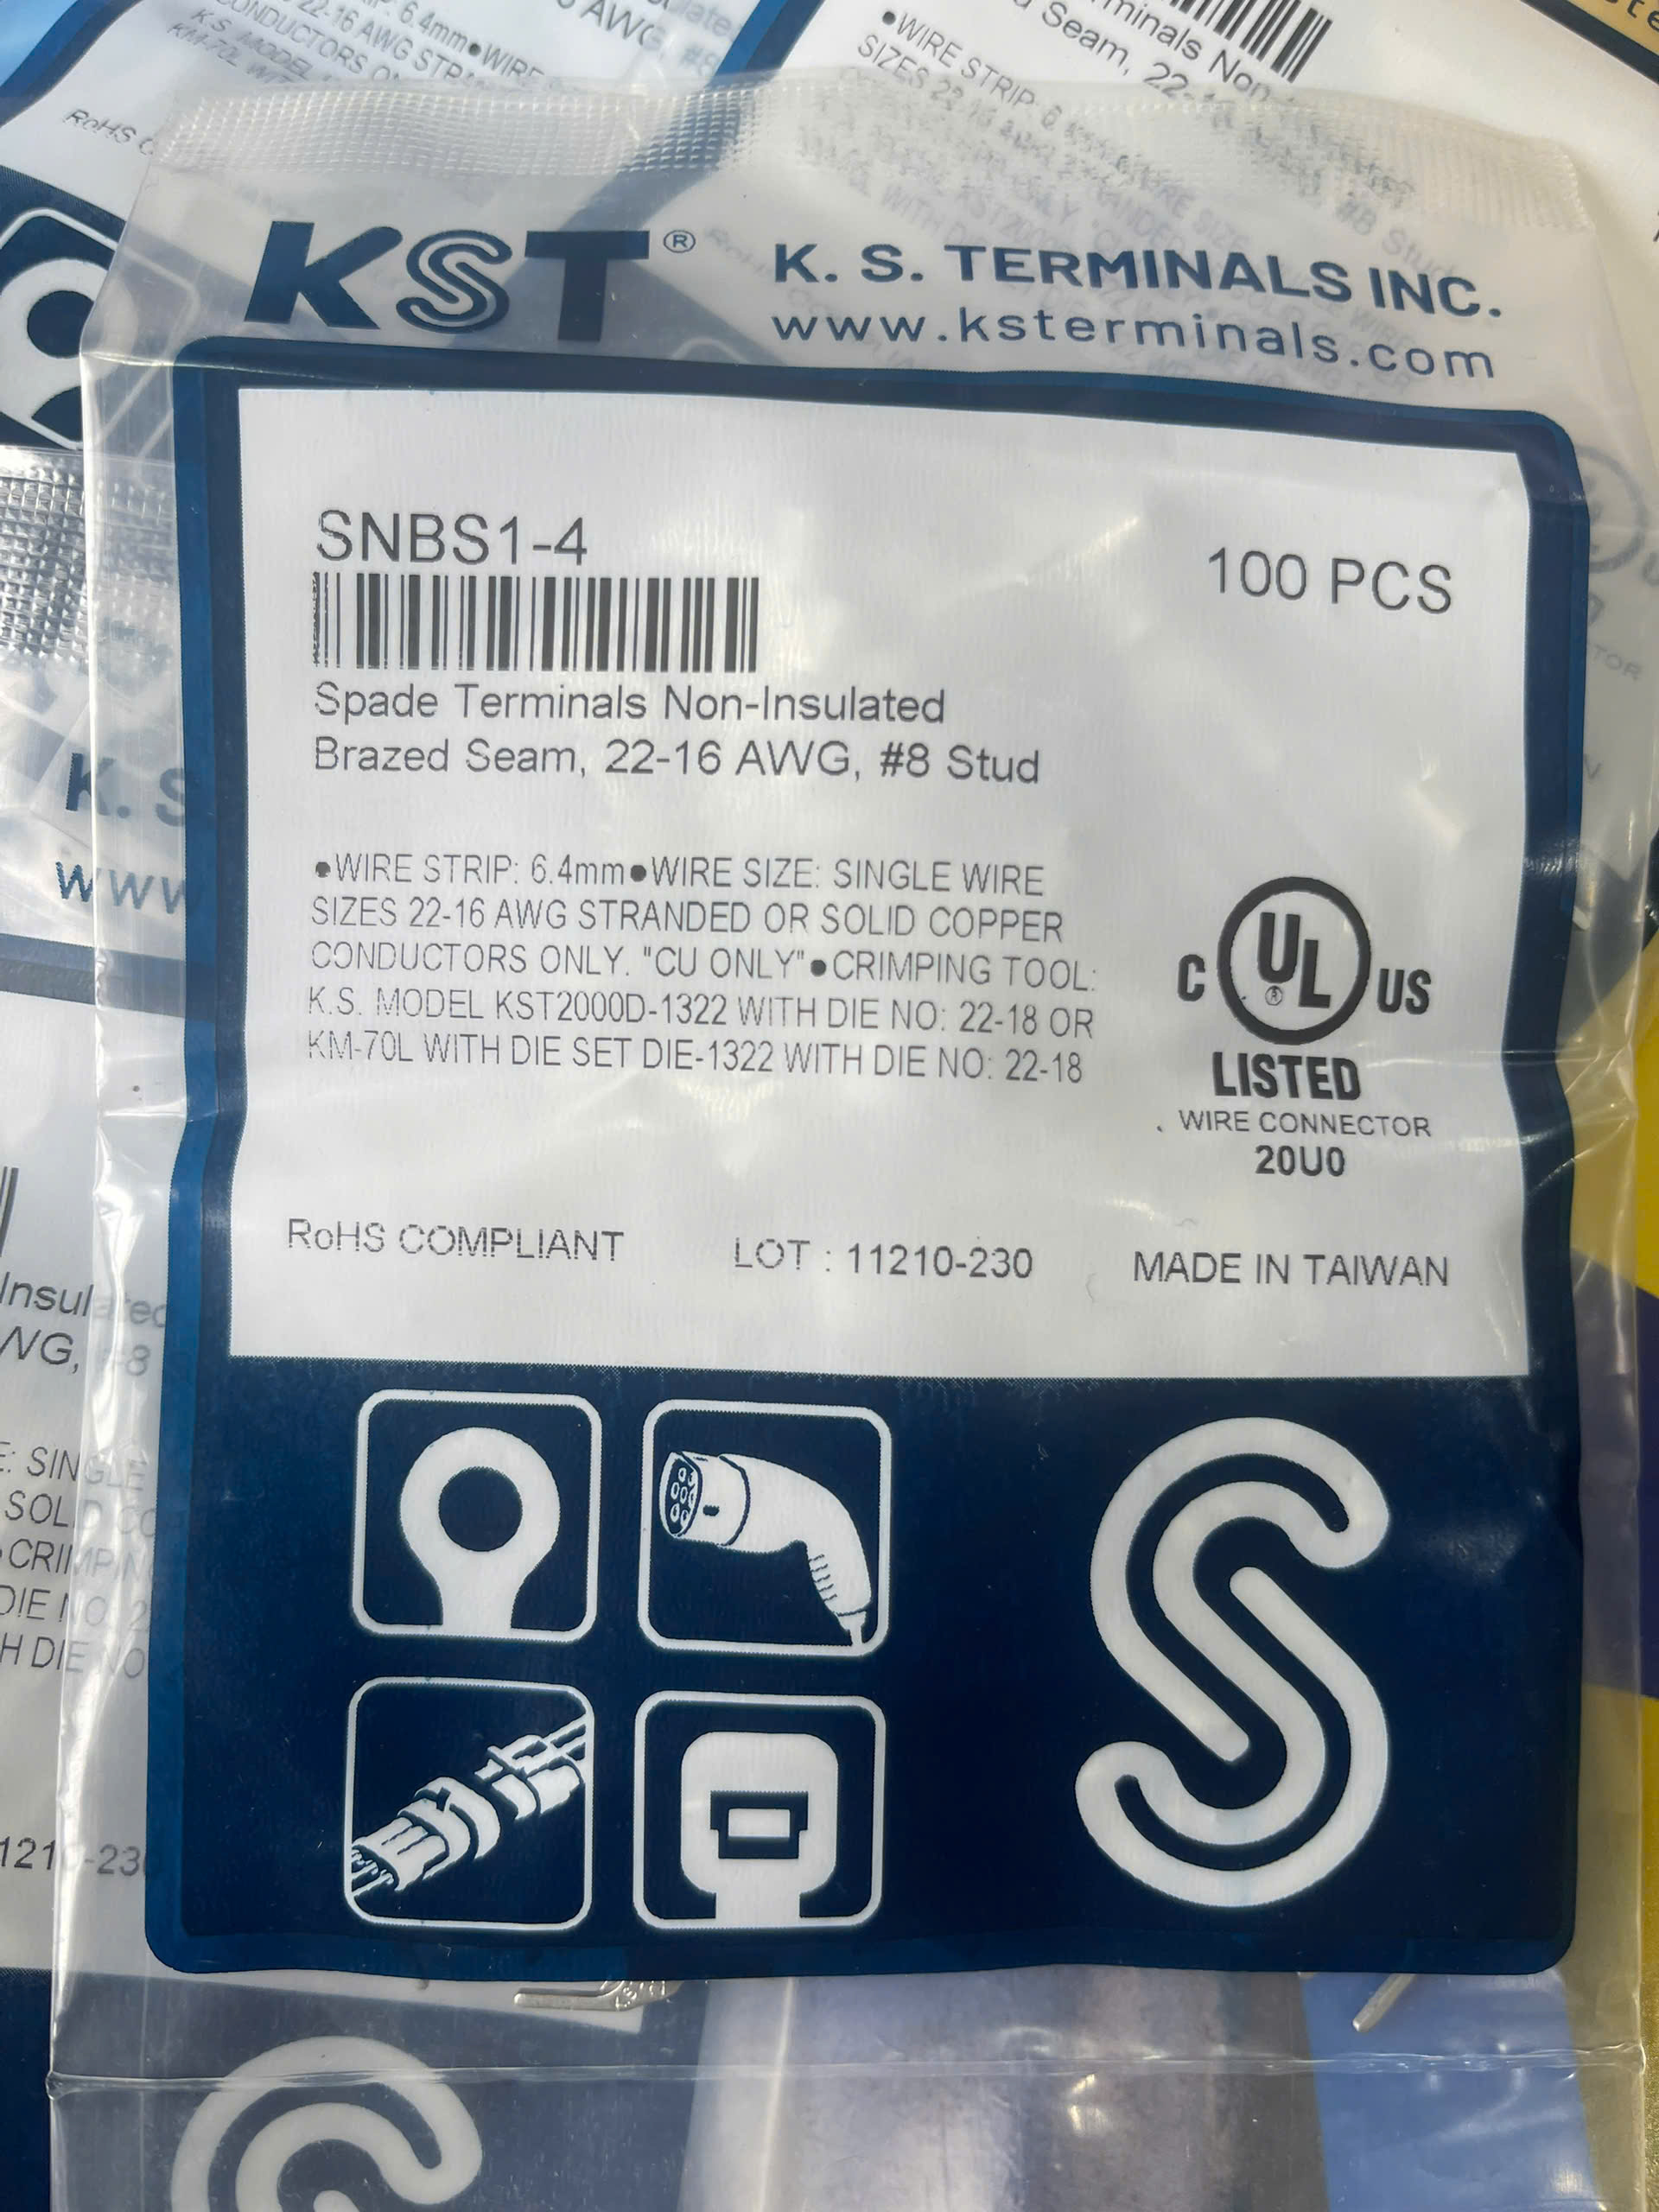 KST®
K. S. TERMINALS INC.
www.ksterminals.com
SNBS1-4
100 PCS
Spade Terminals Non-Insulated
Brazed Seam, 22-16 AWG, #8 Stud
•WIRE STRIP: 6.4mm•WIRE SIZE: SINGLE WIRE
SIZES 22-16 AWG STRANDED OR SOLID COPPER
CONDUCTORS ONLY. "CU ONLY"•CRIMPING TOOL:
K.S. MODEL KST2000D-1322 WITH DIE NO: 22-18 OR
KM-70L WITH DIE SET DIE-1322 WITH DIE NO: 22-18
C UL® US
LISTED
WIRE CONNECTOR
20U0
RoHS COMPLIANT
LOT : 11210-230
MADE IN TAIWAN